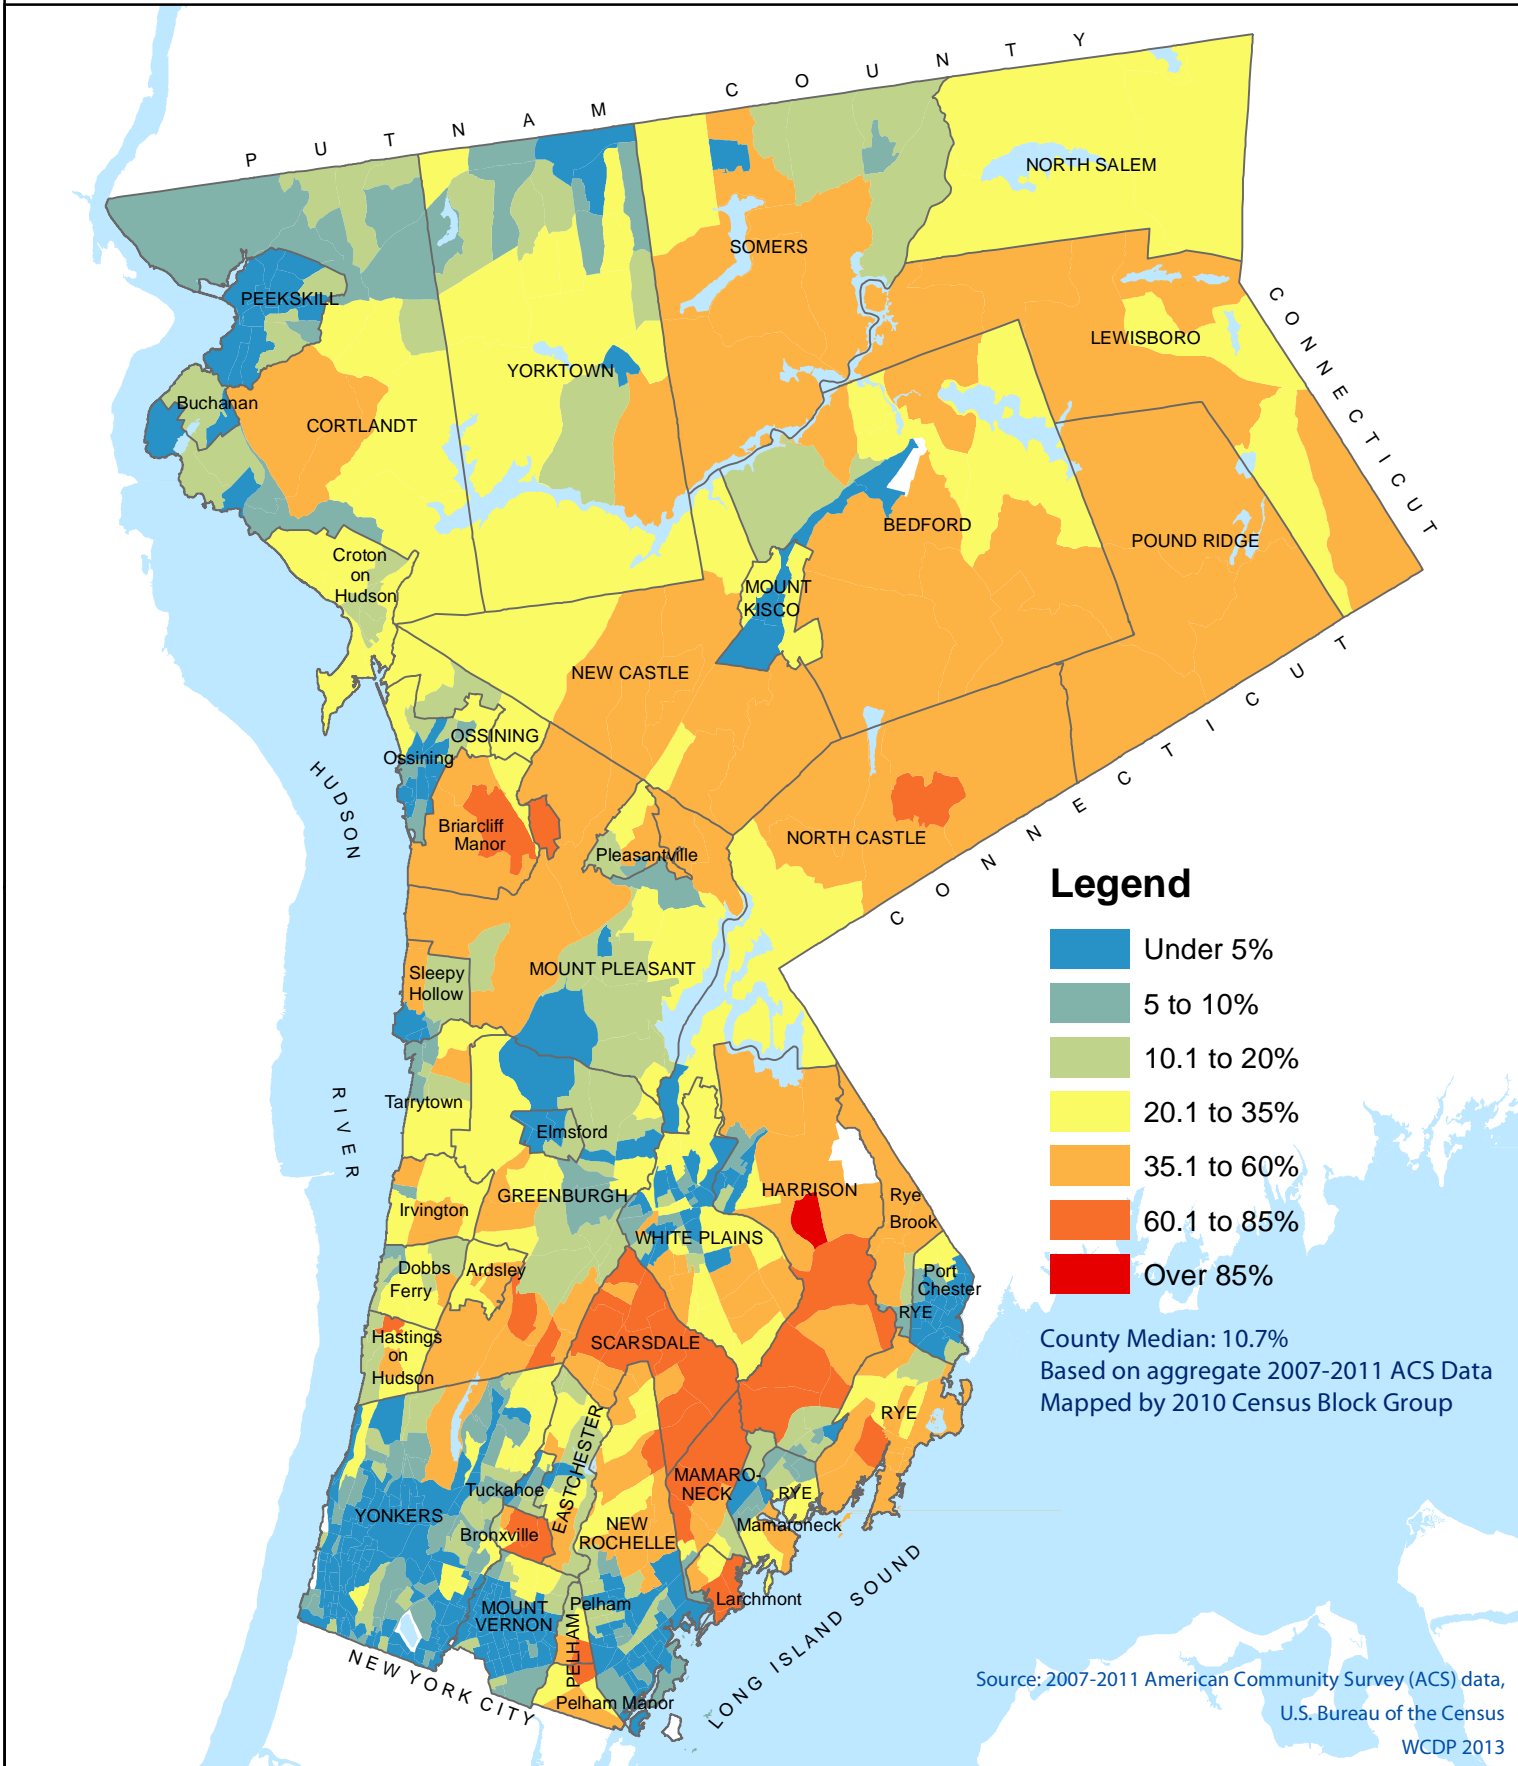 PUTNAM COUNTY
NORTH SALEM
SOMERS
PEEKSKILL
CONNECTICUT
LEWISBORO
YORKTOWN
Buchanan
CORTLANDT
BEDFORD
POUND RIDGE
Croton
on
Hudson
MOUNT
KISCO
NEW CASTLE
CONNECTICUT
OSSINING
Ossining
HUDSON
RIVER
Briarcliff
Manor
NORTH CASTLE
Pleasantville
Legend
Under 5%
5 to 10%
10.1 to 20%
20.1 to 35%
35.1 to 60%
60.1 to 85%
Over 85%
County Median: 10.7%
Based on aggregate 2007-2011 ACS Data
Mapped by 2010 Census Block Group
MOUNT PLEASANT
Sleepy
Hollow
Tarrytown
Elmsford
HARRISON
Rye
Brook
GREENBURGH
Irvington
WHITE PLAINS
Dobbs
Ferry
Ardsley
Port
Chester
RYE
Hastings
on
Hudson
SCARSDALE
RYE
EASTCHESTER
MAMARO-
NECK
Tuckahoe
RYE
YONKERS
Bronxville
NEW
ROCHELLE
Mamaroneck
Larchmont
MOUNT
VERNON
Pelham
PELHAM
Pelham Manor
NEW YORK CITY
LONG ISLAND SOUND
Source: 2007-2011 American Community Survey (ACS) data,
U.S. Bureau of the Census
WCDP 2013